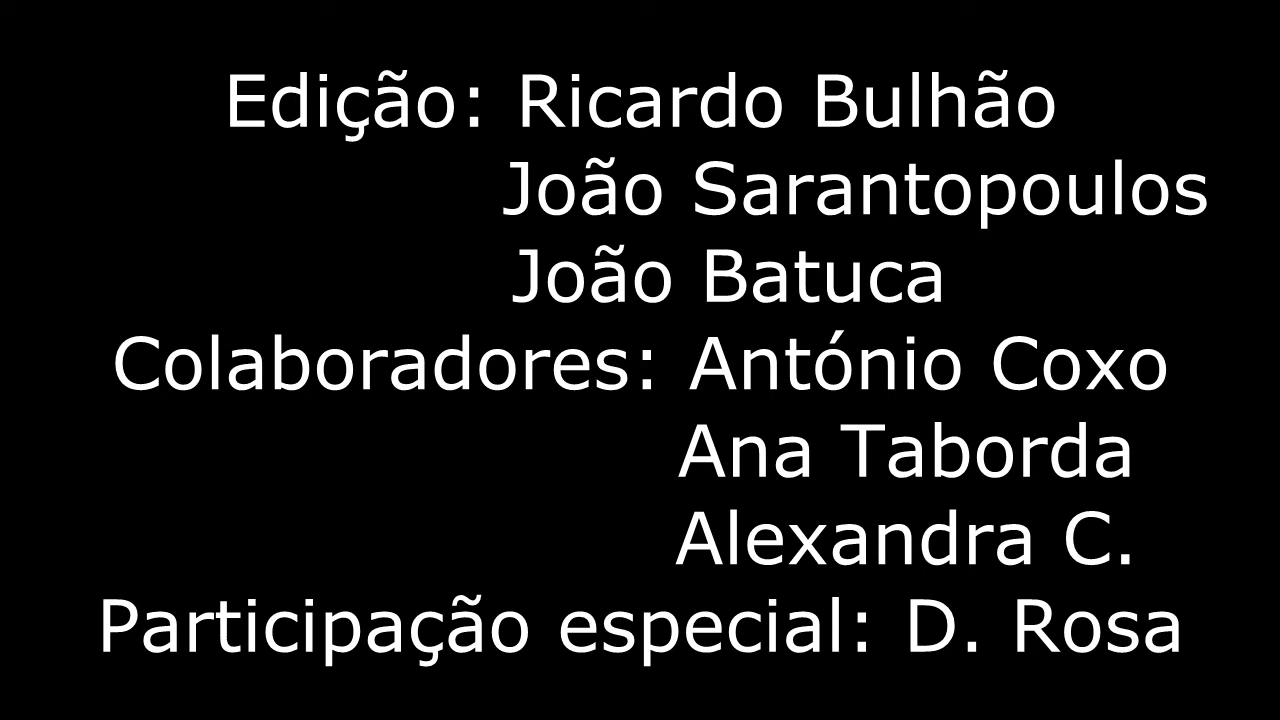 Edição: Ricardo Bulhão
João Sarantopoulos
João Batuca
Colaboradores: António Coxo
Ana Taborda
Alexandra C.
Participação especial: D. Rosa